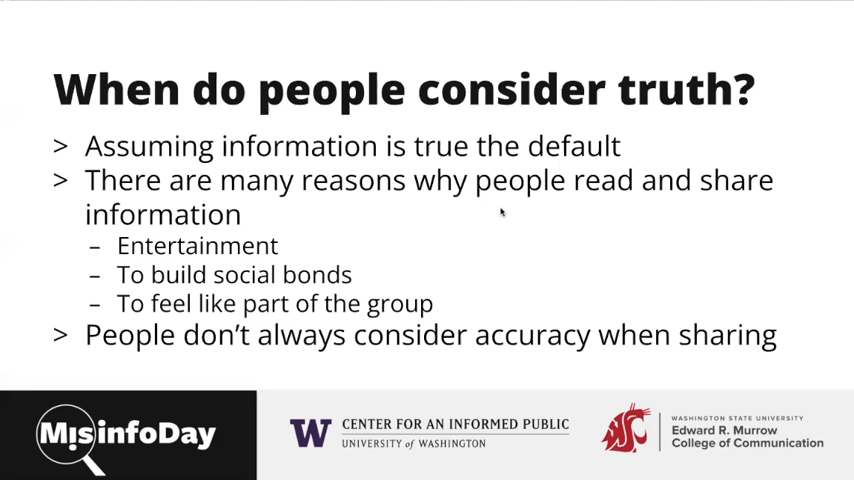 When do people consider truth?
> Assuming information is true the default
> There are many reasons why people read and share
information
– Entertainment
– To build social bonds
– To feel like part of the group
> People don't always consider accuracy when sharing
MisinfoDay
W
CENTER FOR AN INFORMED PUBLIC
UNIVERSITY of WASHINGTON
WASHINGTON STATE UNIVERSITY
Edward R. Murrow
College of Communication